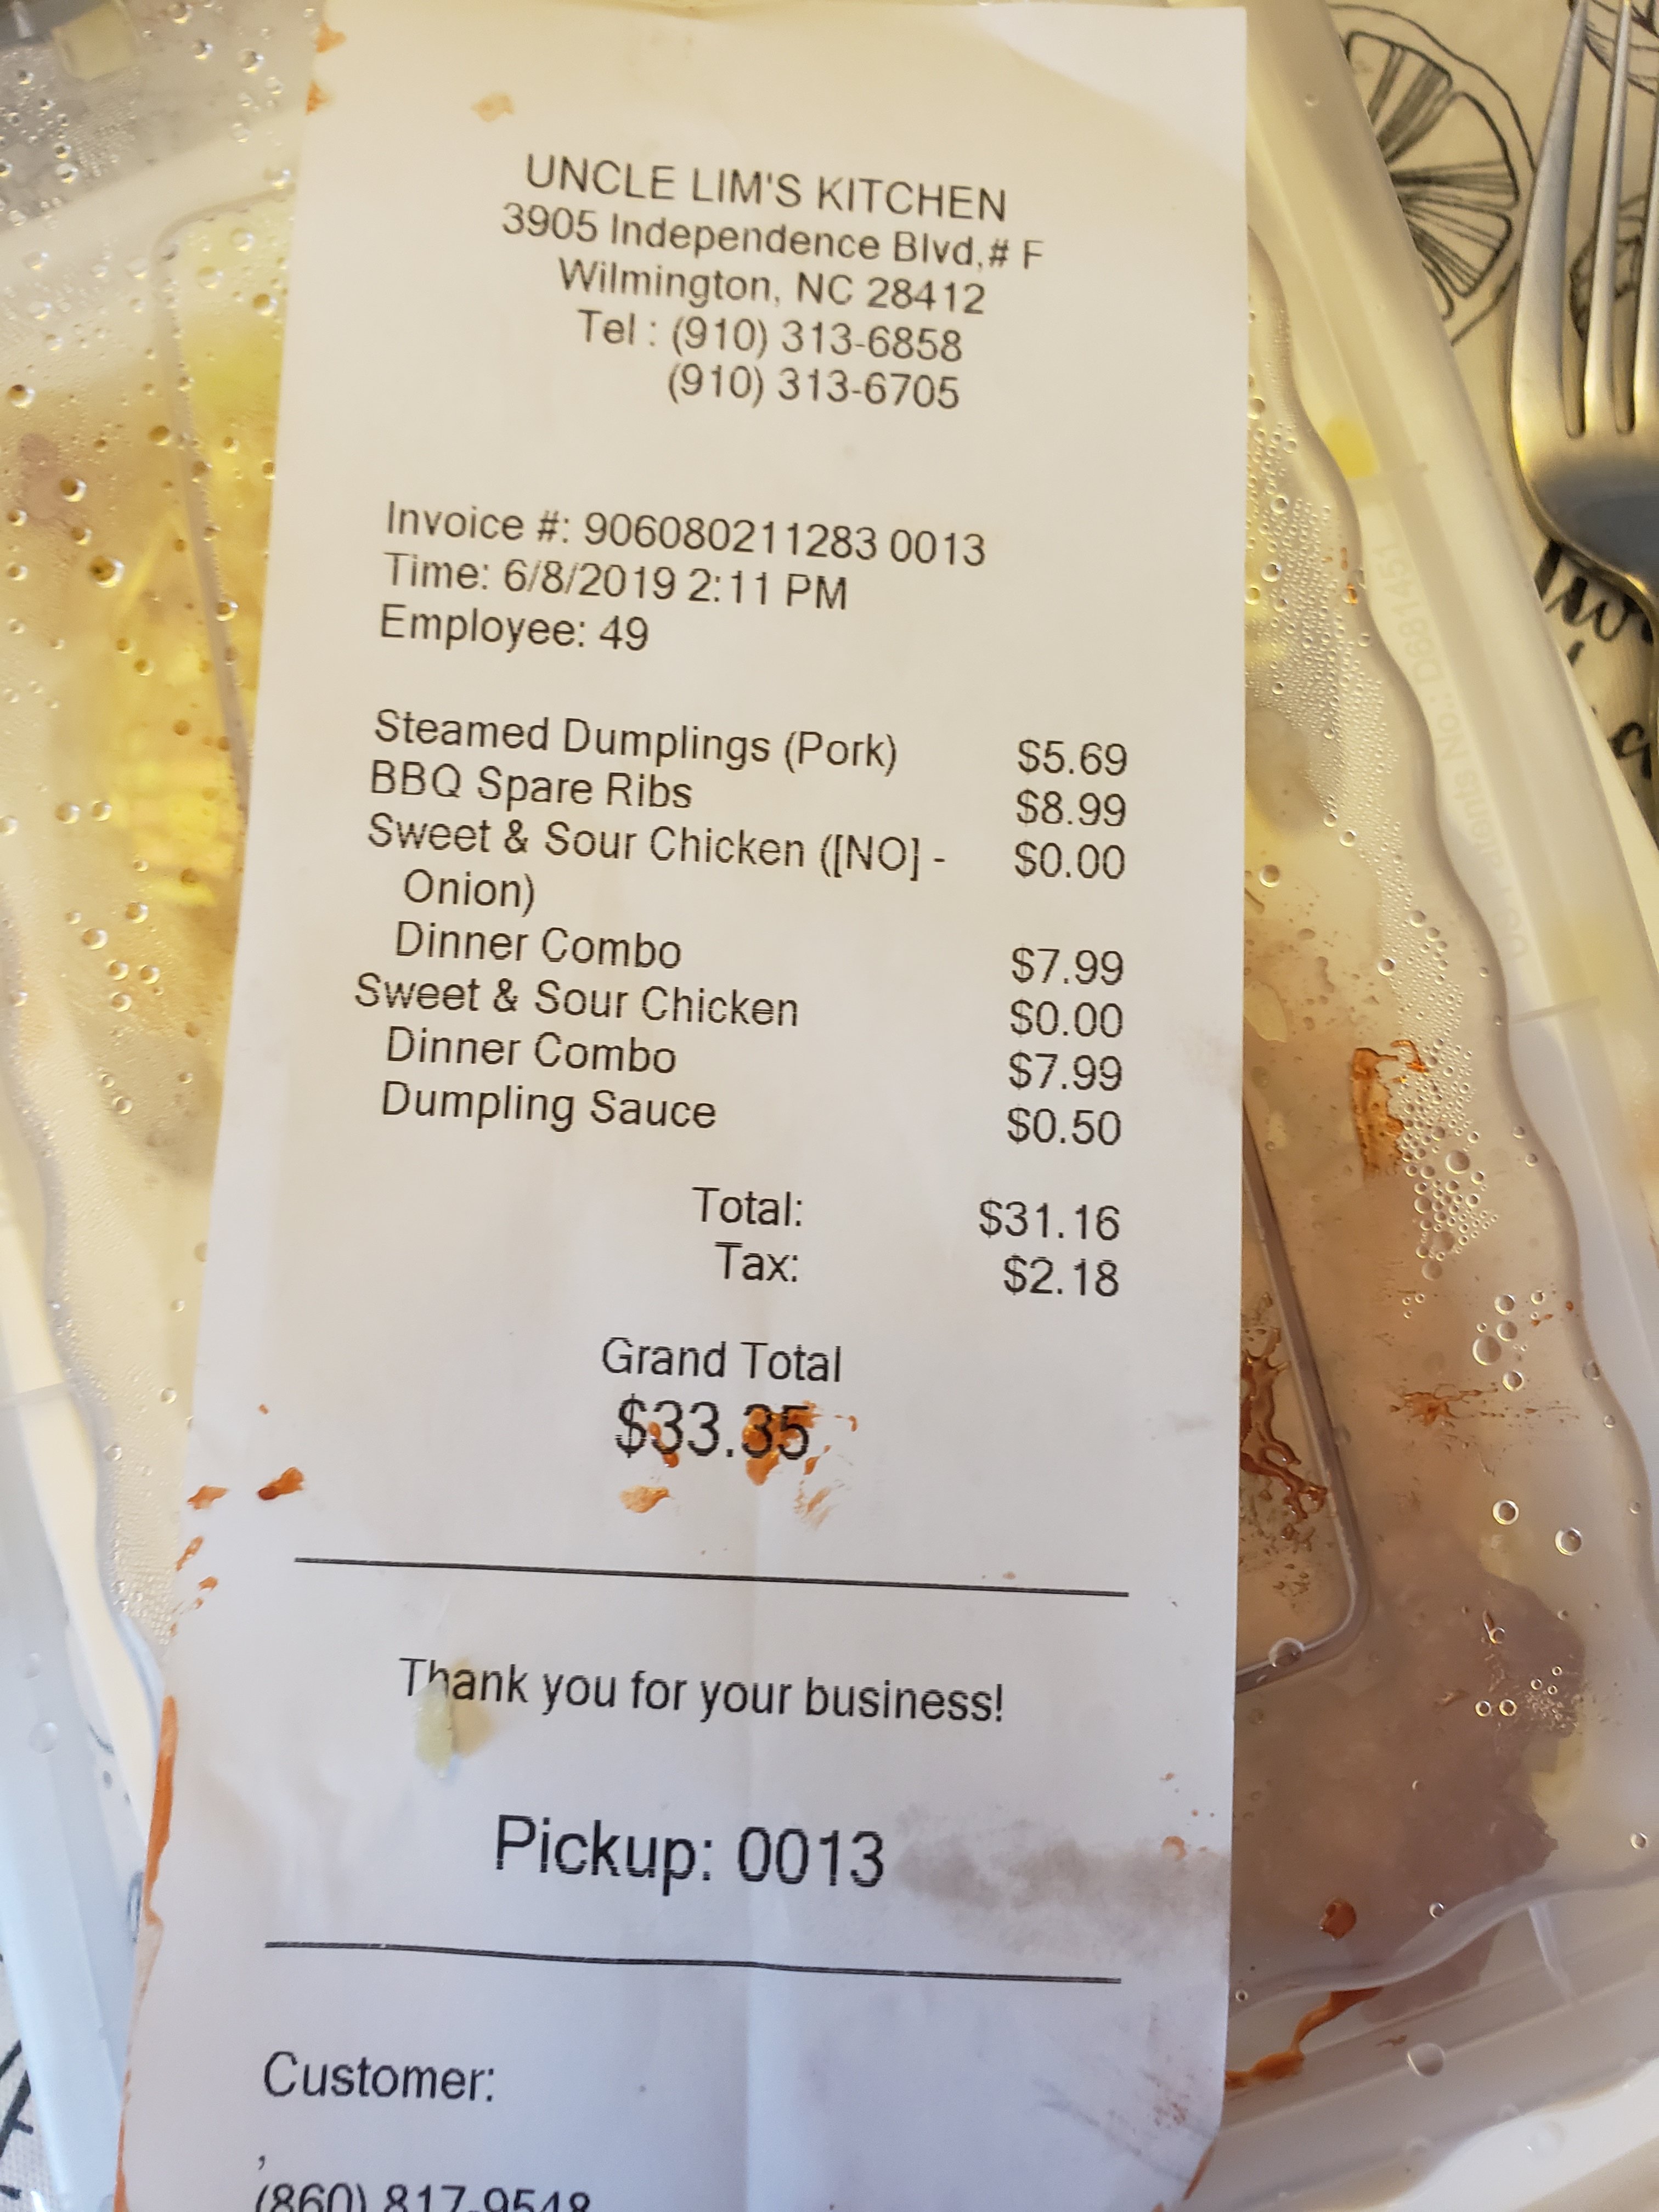 UNCLE LIM'S KITCHEN
3905 Independence Blvd,# F
Wilmington, NC 28412
Tel : (910) 313-6858
(910) 313-6705
Invoice #: 906080211283 0013
Time: 6/8/2019 2:11 PM
Employee: 49
Steamed Dumplings (Pork) $5.69
BBQ Spare Ribs $8.99
Sweet & Sour Chicken ([NO] - $0.00
Onion)
Dinner Combo $7.99
Sweet & Sour Chicken $0.00
Dinner Combo $7.99
Dumpling Sauce $0.50
Total: $31.16
Tax: $2.18
Grand Total
$33.35
Thank you for your business!
Pickup: 0013
Customer:
,
(860) 817-9548